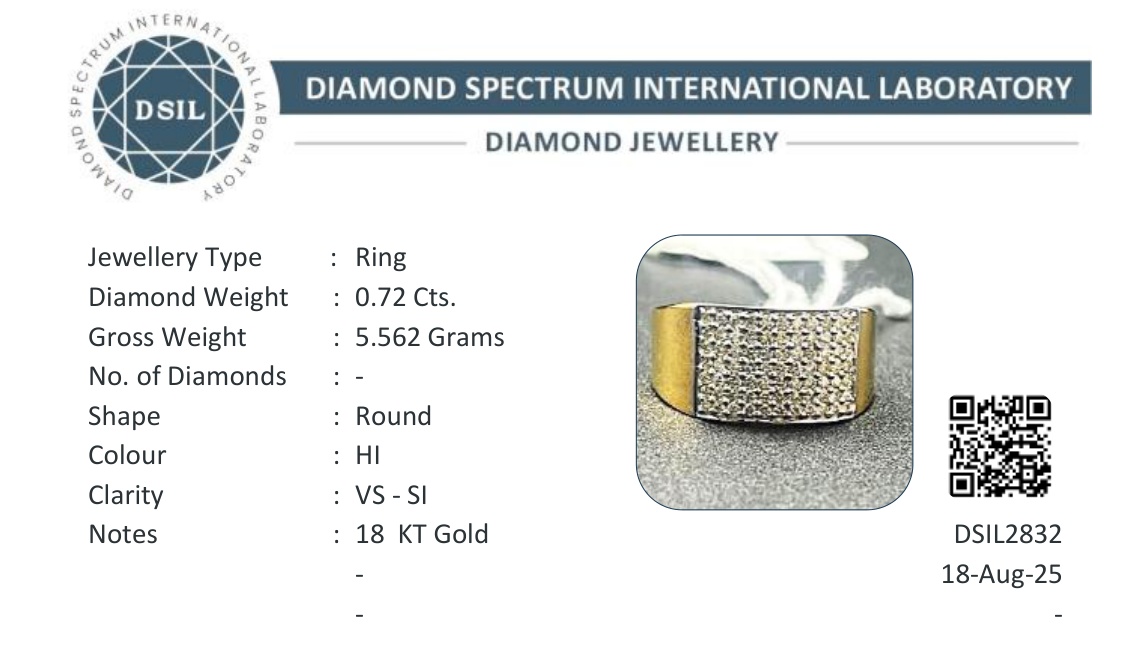 DIAMOND SPECTRUM INTERNATIONAL LABORATORY
DSIL
DIAMOND SPECTRUM INTERNATIONAL LABORATORY
DIAMOND JEWELLERY
Jewellery Type : Ring
Diamond Weight : 0.72 Cts.
Gross Weight : 5.562 Grams
No. of Diamonds : -
Shape : Round
Colour : HI
Clarity : VS - SI
Notes : 18 KT Gold
-
-
DSIL2832
18-Aug-25
-